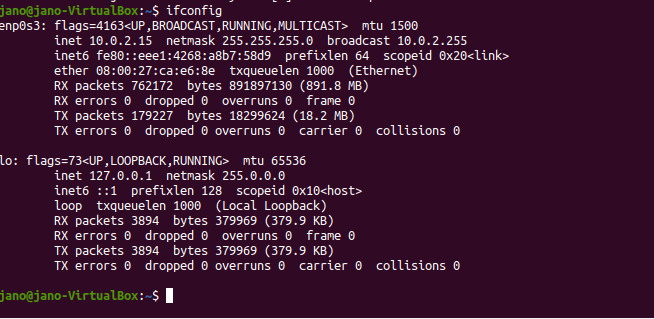 jano@jano-VirtualBox:~$ ifconfig
enp0s3: flags=4163<UP,BROADCAST,RUNNING,MULTICAST>  mtu 1500
        inet 10.0.2.15  netmask 255.255.255.0  broadcast 10.0.2.255
        inet6 fe80::eee1:4268:a8b7:58d9  prefixlen 64  scopeid 0x20<link>
        ether 08:00:27:ca:e6:8e  txqueuelen 1000  (Ethernet)
        RX packets 762172  bytes 891897130 (891.8 MB)
        RX errors 0  dropped 0  overruns 0  frame 0
        TX packets 179227  bytes 18299624 (18.2 MB)
        TX errors 0  dropped 0 overruns 0  carrier 0  collisions 0

lo: flags=73<UP,LOOPBACK,RUNNING>  mtu 65536
        inet 127.0.0.1  netmask 255.0.0.0
        inet6 ::1  prefixlen 128  scopeid 0x10<host>
        loop  txqueuelen 1000  (Local Loopback)
        RX packets 3894  bytes 379969 (379.9 KB)
        RX errors 0  dropped 0  overruns 0  frame 0
        TX packets 3894  bytes 379969 (379.9 KB)
        TX errors 0  dropped 0 overruns 0  carrier 0  collisions 0

jano@jano-VirtualBox:~$